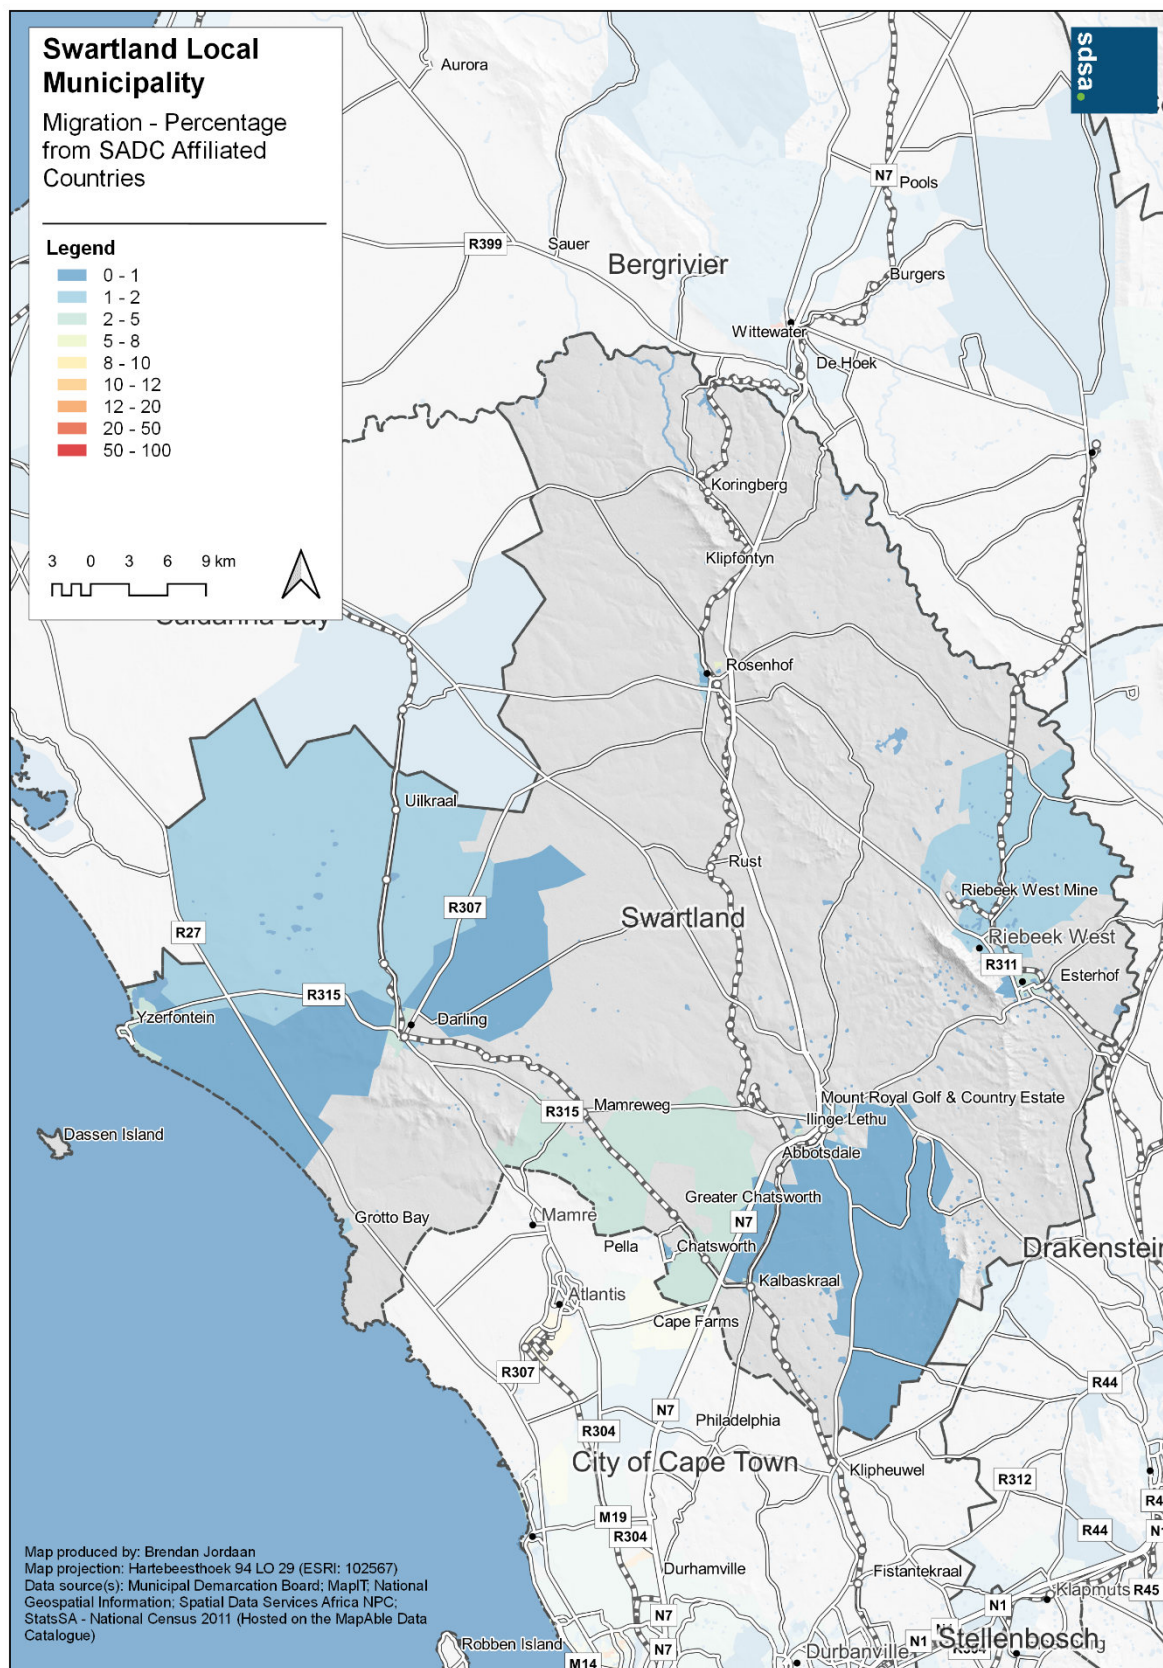 Swartland Local
Municipality
Migration - Percentage
from SADC Affiliated
Countries
Legend
0 - 1
1 - 2
2 - 5
5 - 8
8 - 10
10 - 12
12 - 20
20 - 50
50 - 100
3 0 3 6 9 km
sdsa.
Aurora
N7
Pools
R399
Sauer
Bergrivier
Burgers
Wittewater
De Hoek
Koringberg
Klipfontyn
Saldanha Bay
Rosenhof
Uilkraal
Rust
Riebeek West Mine
R307
Swartland
R27
Riebeek West
R311
Esterhof
R315
Yzerfontein
Darling
Mount Royal Golf & Country Estate
R315
Mamreweg
Ilinge Lethu
Dassen Island
Abbotsdale
Greater Chatsworth
Grotto Bay
Mamre
N7
Pella
Chatsworth
Drakenstein
Kalbaskraal
Atlantis
Cape Farms
R307
R44
N7
Philadelphia
R304
City of Cape Town
Klipheuwel
R312
M19
R304
R44
N1
Durhamville
Fistantekraal
Klapmuts
R45
N1
N7
Robben Island
N7
M14
Durbanville
N1
Stellenbosch
Map produced by: Brendan Jordaan
Map projection: Hartebeesthoek 94 LO 29 (ESRI: 102567)
Data source(s): Municipal Demarcation Board; MapIT; National
Geospatial Information; Spatial Data Services Africa NPC;
StatsSA - National Census 2011 (Hosted on the MapAble Data
Catalogue)